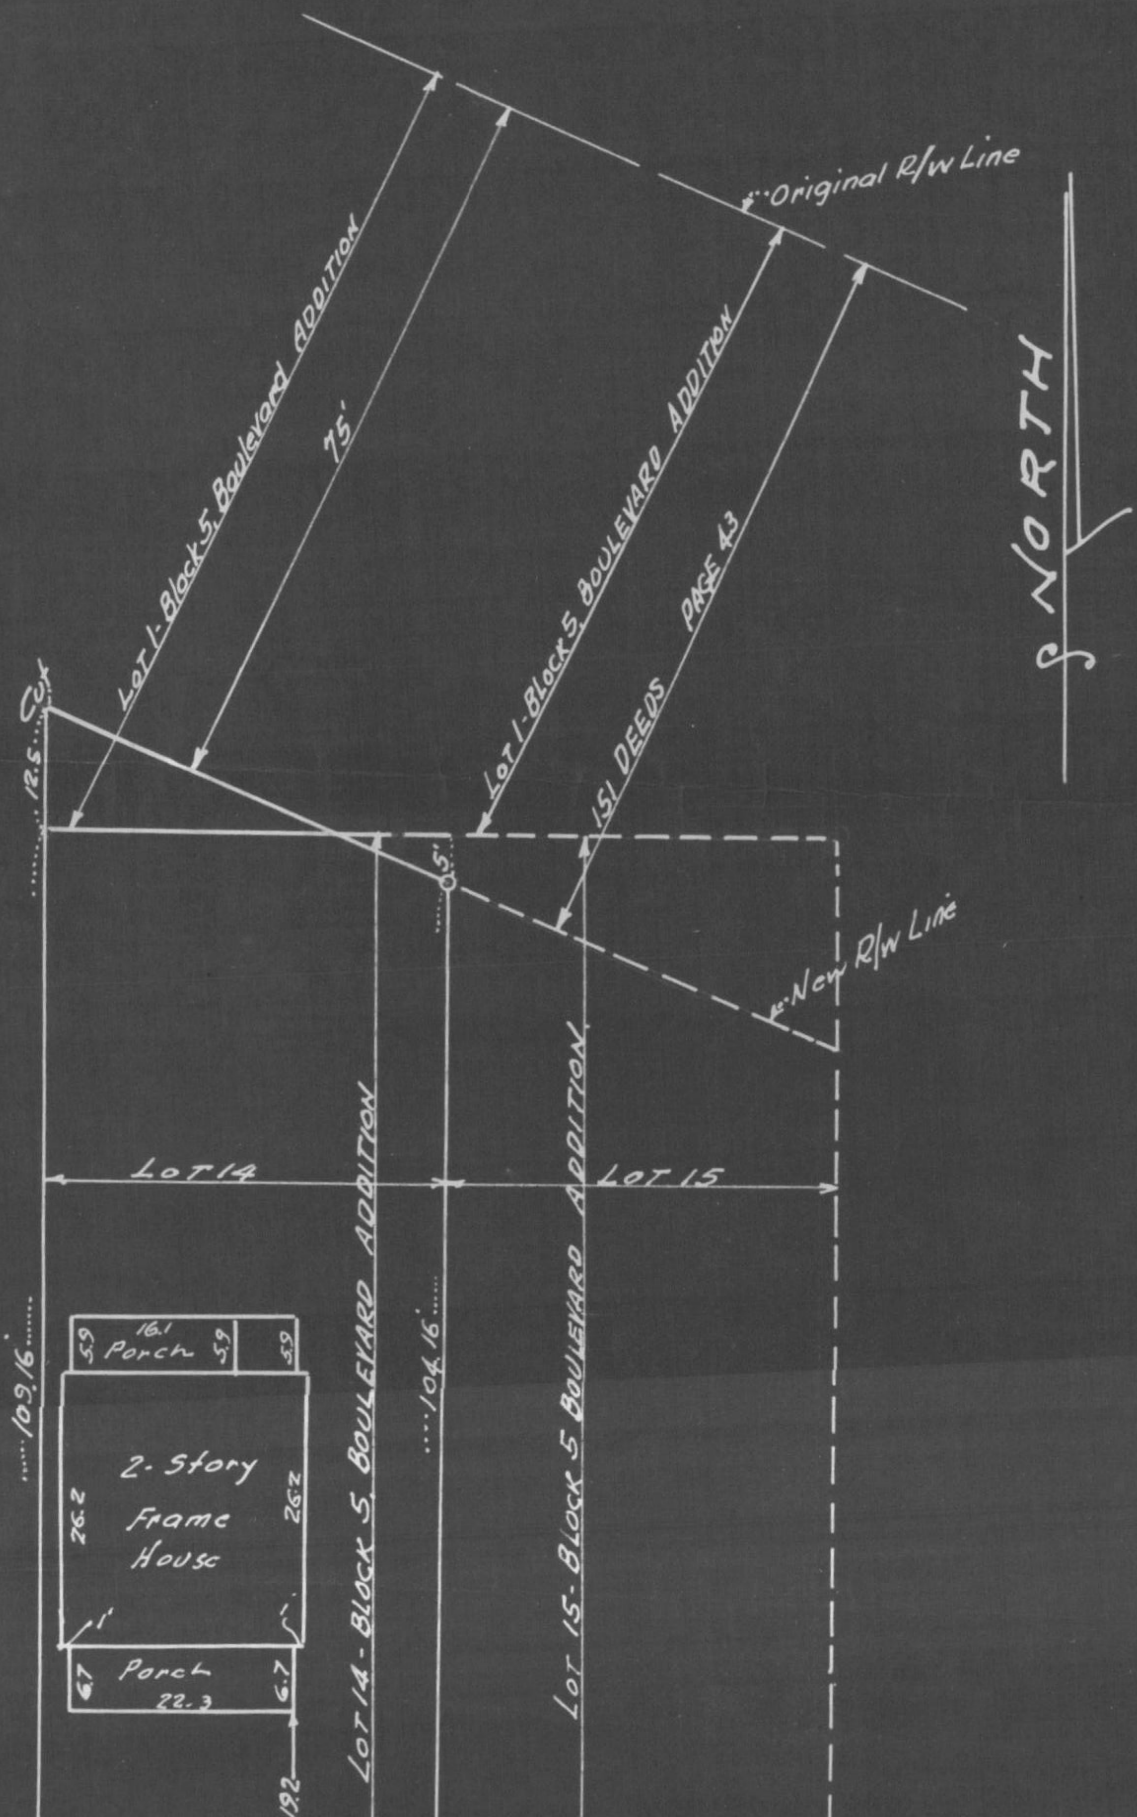 Original R/W Line
NORTH
S
LOT 1-Block 5, Boulevard ADDITION
75'
LOT 1-BLOCK 5, BOULEVARD ADDITION
151 DEEDS PAGE 43
Cut
12.5
5'
New R/W Line
LOT 14
LOT 15
109.16'
104.16'
LOT 14 - BLOCK 5, BOULEVARD ADDITION
LOT 15 - BLOCK 5 BOULEVARD ADDITION
5.9
16.1
Porch
5.9
5.9
2-Story
Frame
House
26.2
26.2
1'
1'
6.7
Porch
22.3
6.7
19.2